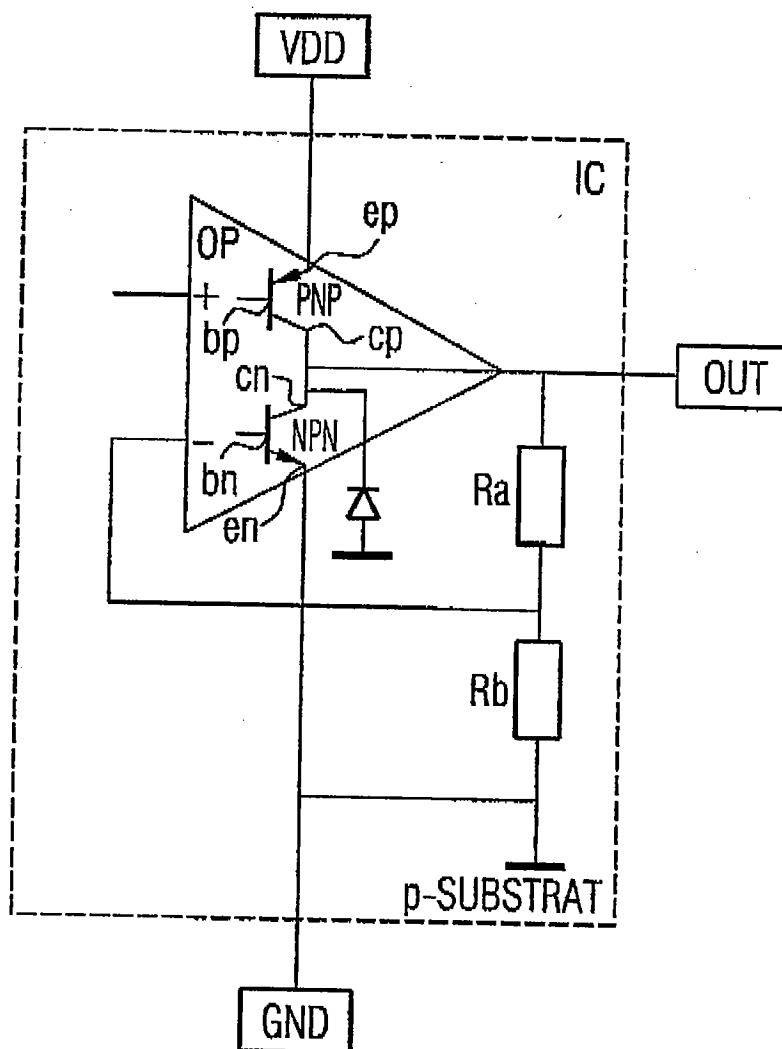 VDD
IC
ep
OP
+
PNP
bp
cp
OUT
cn
-
NPN
bn
en
Ra
Rb
p-SUBSTRAT
GND